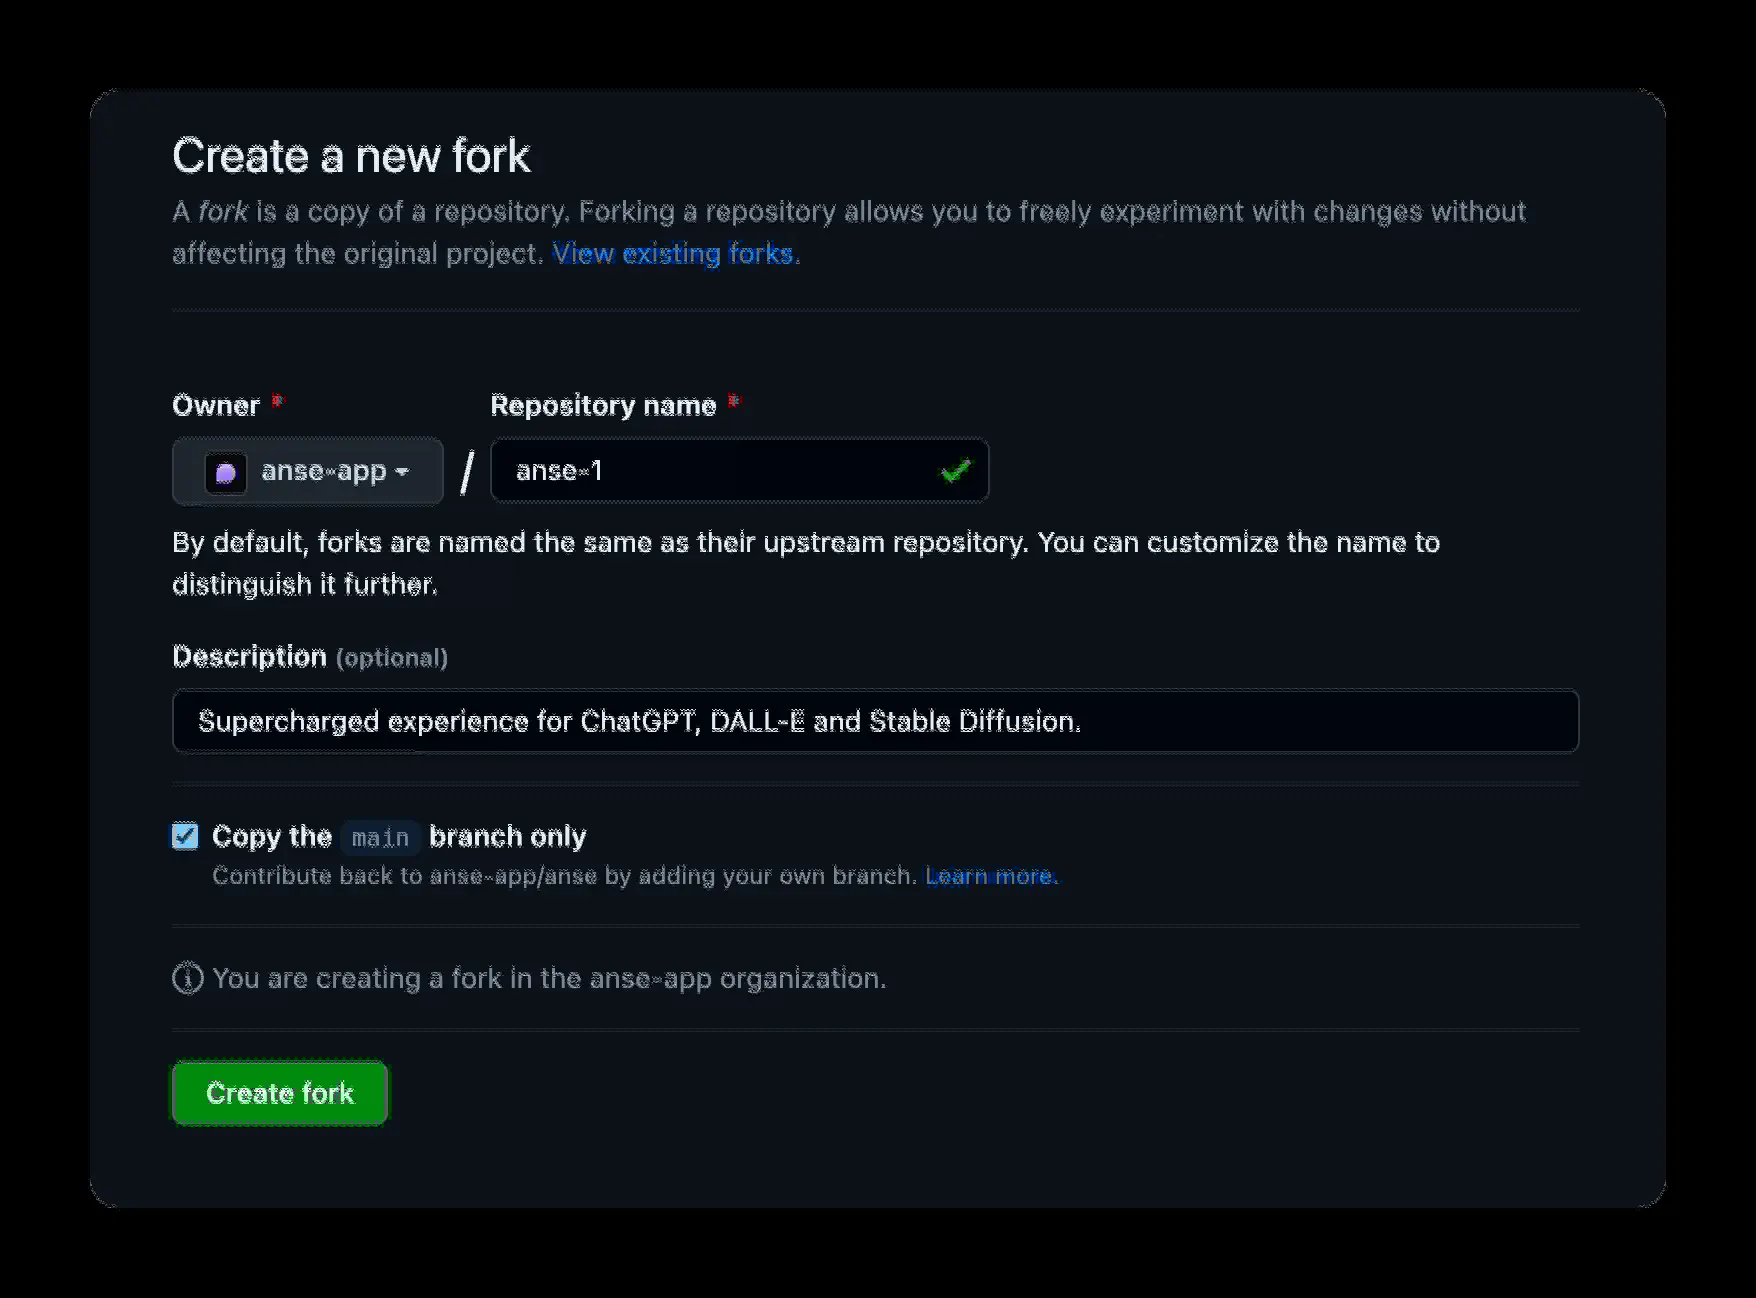 Create a new fork
A fork is a copy of a repository. Forking a repository allows you to freely experiment with changes without
affecting the original project. View existing forks.
Owner * Repository name *
anse-app / anse-1
By default, forks are named the same as their upstream repository. You can customize the name to
distinguish it further.
Description (optional)
Supercharged experience for ChatGPT, DALL-E and Stable Diffusion.
Copy the main branch only
Contribute back to anse-app/anse by adding your own branch. Learn more.
You are creating a fork in the anse-app organization.
Create fork